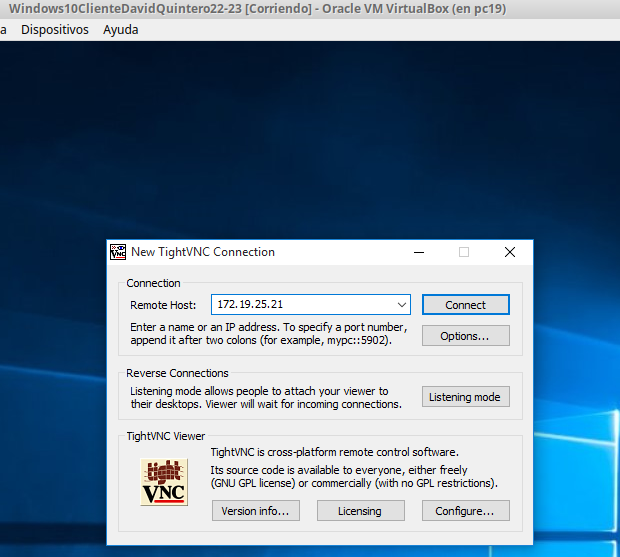 Windows10ClienteDavidQuintero22-23 [Corriendo] - Oracle VM VirtualBox (en pc19)
a Dispositivos Ayuda
New TightVNC Connection
Connection
Remote Host: 172.19.25.21 Connect
Enter a name or an IP address. To specify a port number,
append it after two colons (for example, mypc::5902).
Options...
Reverse Connections
Listening mode allows people to attach your viewer to
their desktops. Viewer will wait for incoming connections.
Listening mode
TightVNC Viewer
TightVNC is cross-platform remote control software.
Its source code is available to everyone, either freely
(GNU GPL license) or commercially (with no GPL restrictions).
tight
VNC
Version info... Licensing Configure...